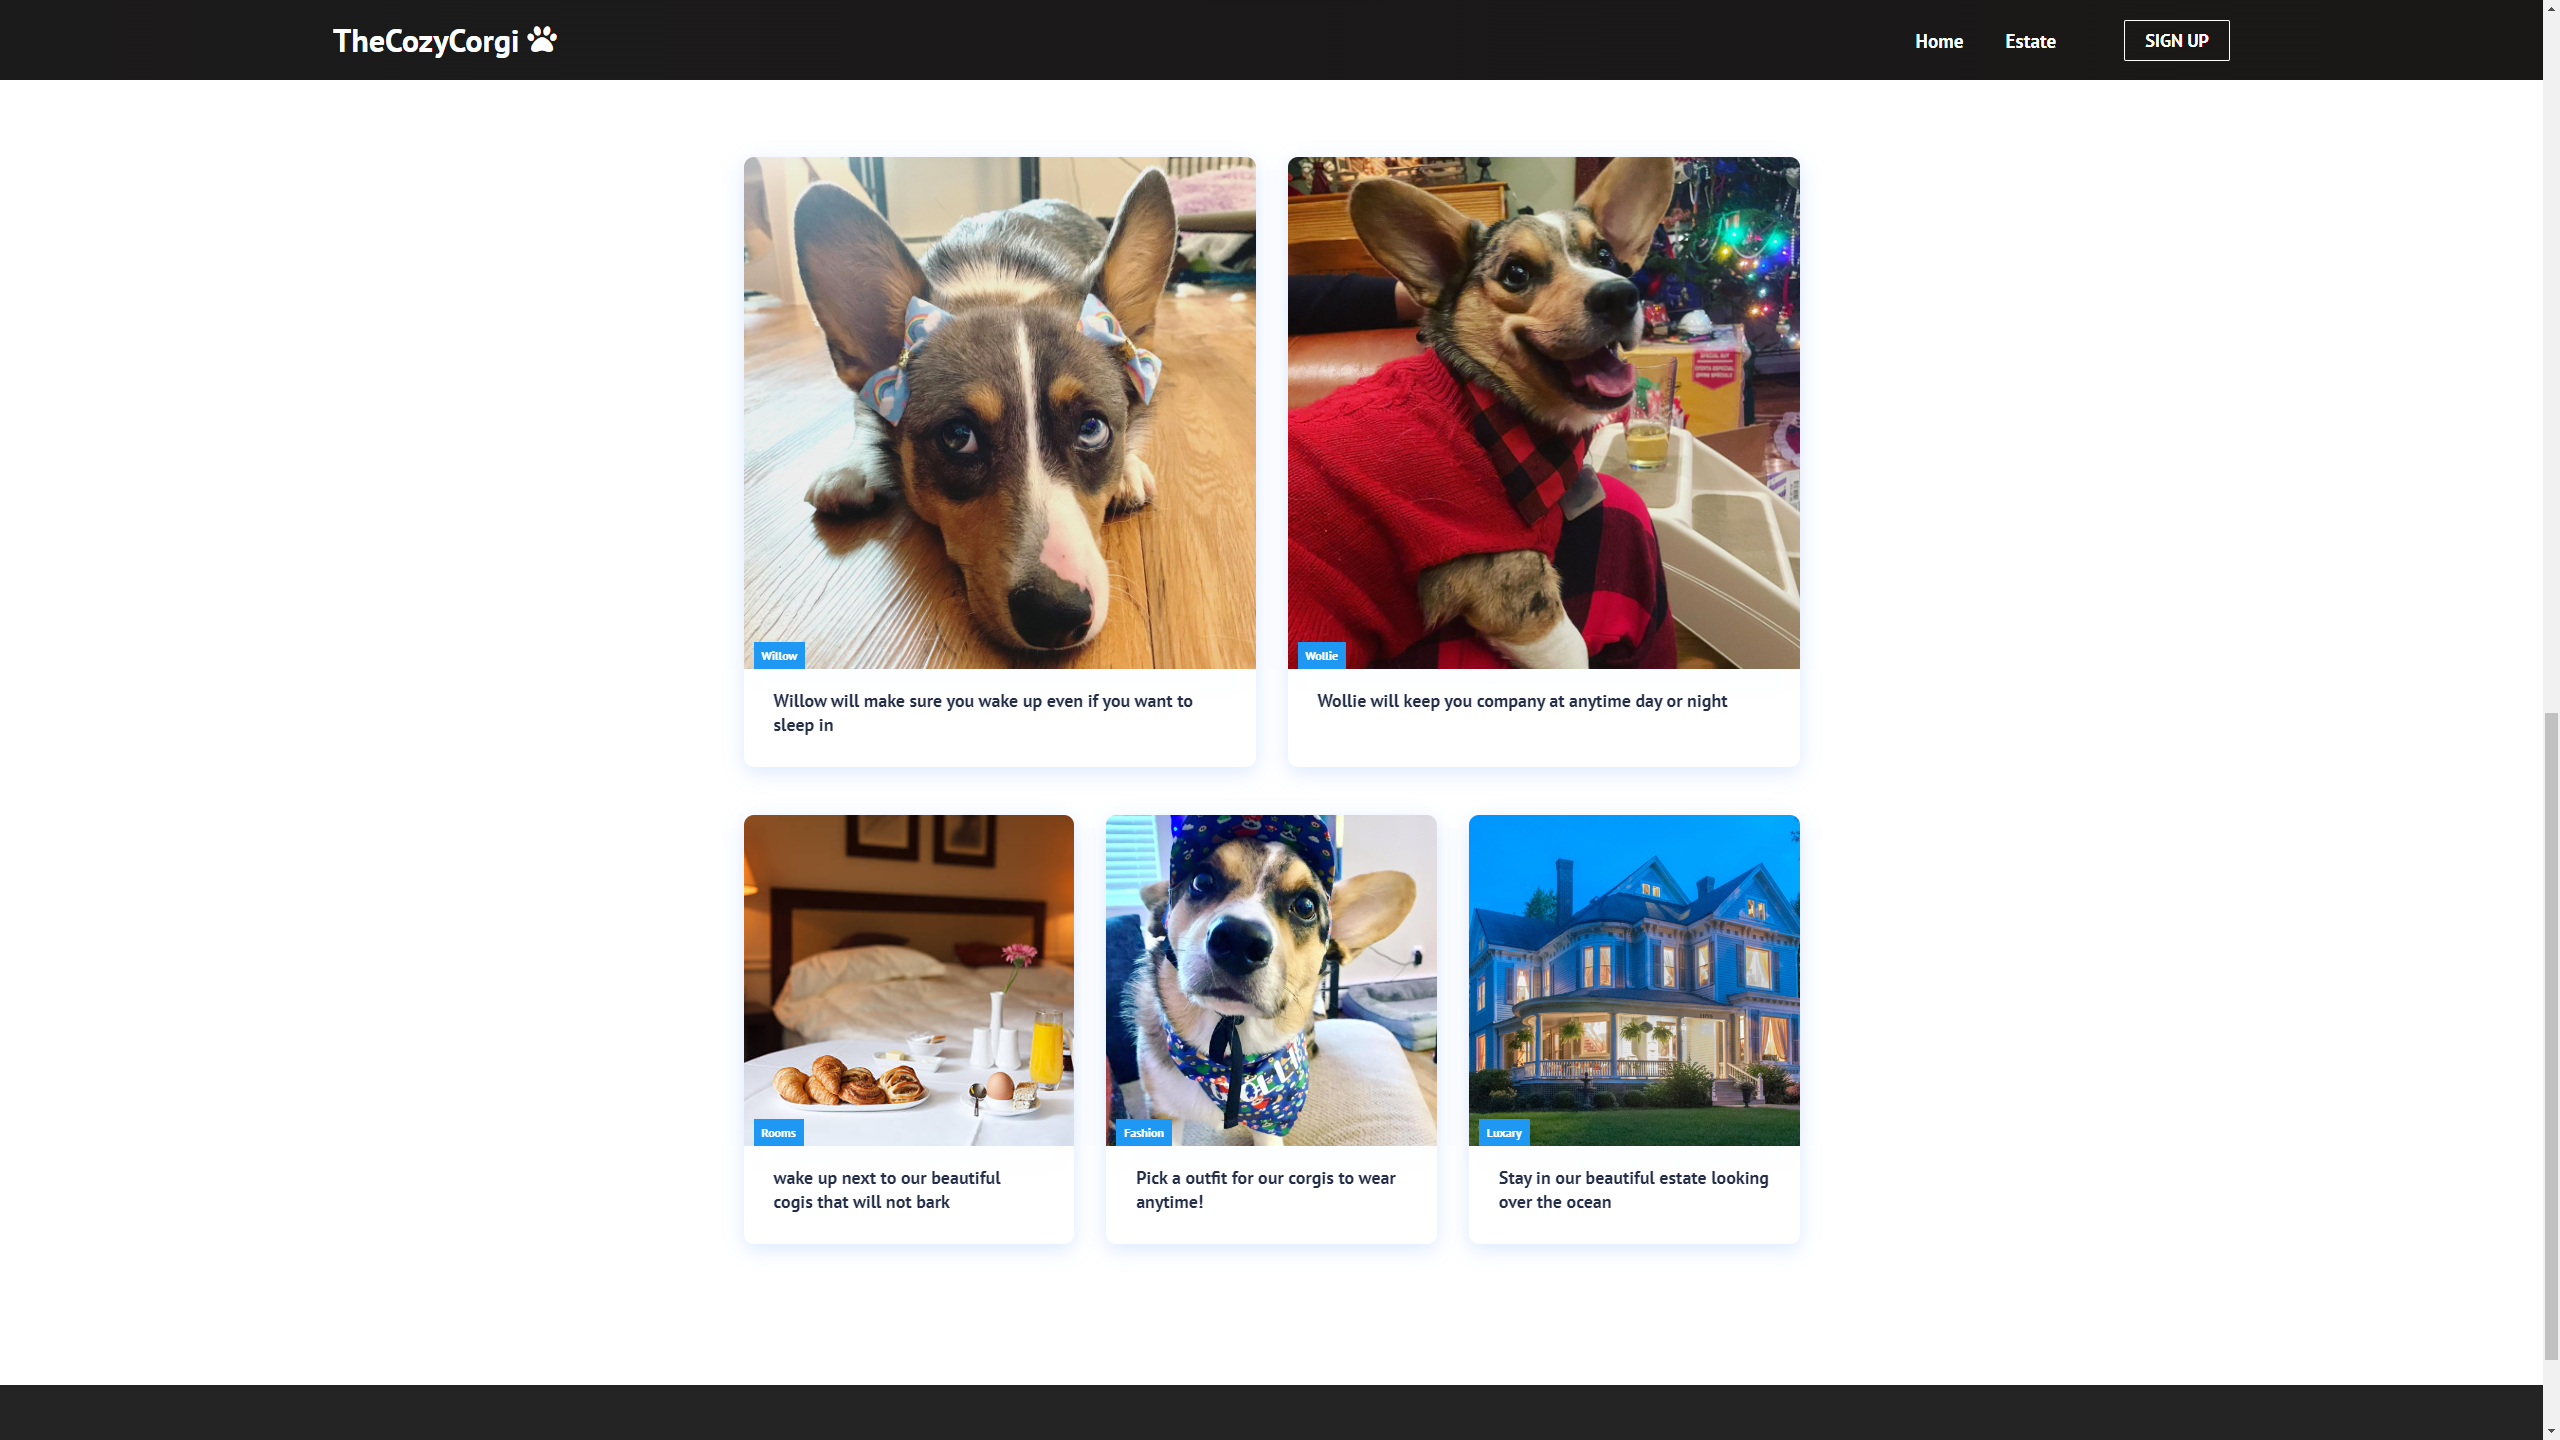 TheCozyCorgi
Home
Estate
SIGN UP
Willow
Willow will make sure you wake up even if you want to
sleep in
SPECIAL BUY
Wollie
Wollie will keep you company at anytime day or night
Rooms
wake up next to our beautiful
cogis that will not bark
Fashion
Pick a outfit for our corgis to wear
anytime!
Luxary
Stay in our beautiful estate looking
over the ocean